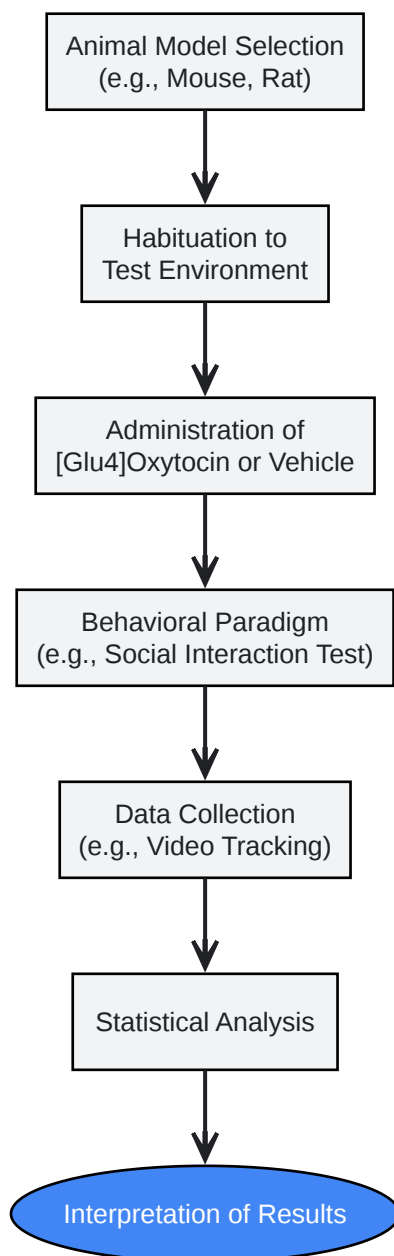 Animal Model Selection
(e.g., Mouse, Rat)
Habituation to
Test Environment
Administration of
[Glu4]Oxytocin or Vehicle
Behavioral Paradigm
(e.g., Social Interaction Test)
Data Collection
(e.g., Video Tracking)
Statistical Analysis
Interpretation of Results